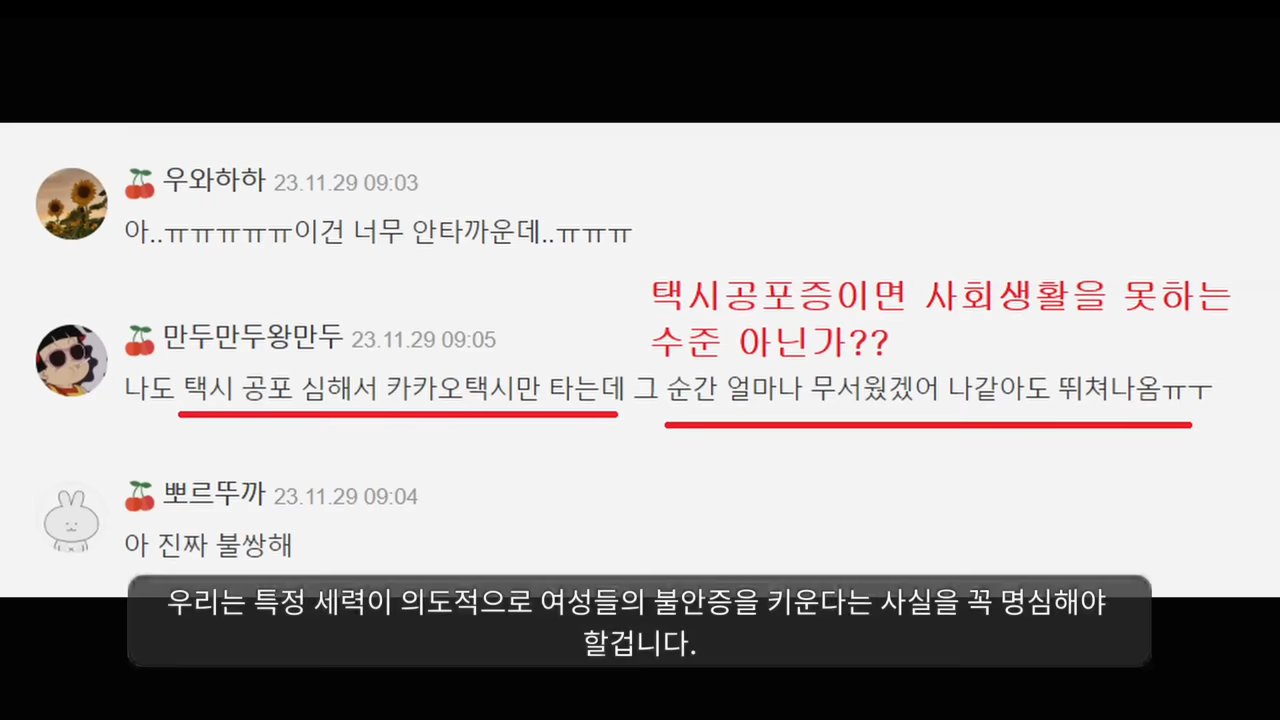 우와하하 23.11.29 09:03
아..ㅠㅠㅠㅠㅠ이건 너무 안타까운데..ㅠㅠㅠ
택시공포증이면 사회생활을 못하는
수준 아닌가??
만두만두왕만두 23.11.29 09:05
나도 택시 공포 심해서 카카오택시만 타는데 그 순간 얼마나 무서웠겠어 나같아도 뛰쳐나옴ㅠㅜ
뽀르뚜까 23.11.29 09:04
아 진짜 불쌍해
우리는 특정 세력이 의도적으로 여성들의 불안증을 키운다는 사실을 꼭 명심해야
할겁니다.